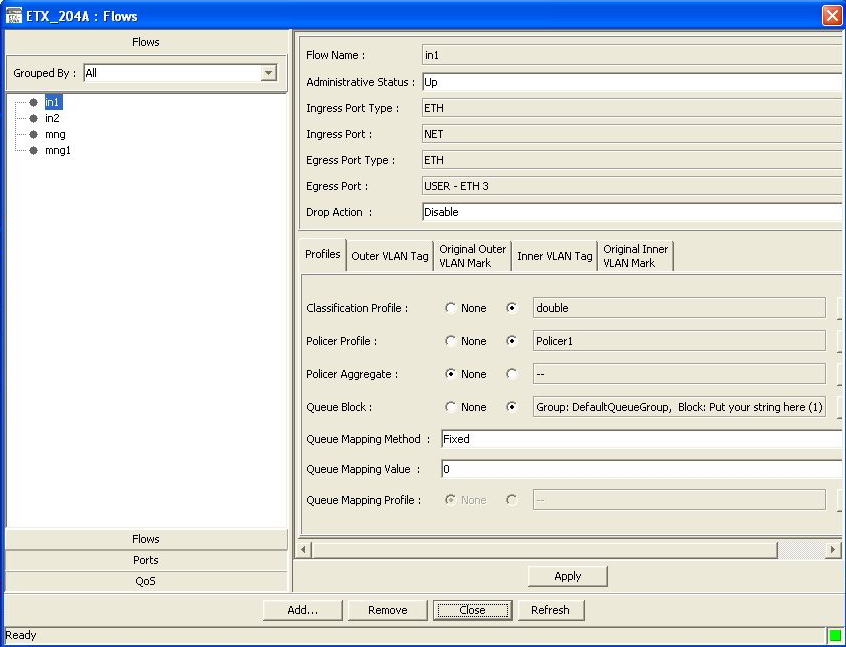 ETX_204A : Flows
Flows
Grouped By : All
in1
in2
mng
mng1
Flows
Ports
QoS
Flow Name : in1
Administrative Status : Up
Ingress Port Type : ETH
Ingress Port : NET
Egress Port Type : ETH
Egress Port : USER - ETH 3
Drop Action : Disable
Profiles
Outer VLAN Tag
Original Outer
VLAN Mark
Inner VLAN Tag
Original Inner
VLAN Mark
Classification Profile : None double
Policer Profile : None Policer1
Policer Aggregate : None --
Queue Block : None Group: DefaultQueueGroup, Block: Put your string here (1)
Queue Mapping Method : Fixed
Queue Mapping Value : 0
Queue Mapping Profile : None --
Apply
Add... Remove Close Refresh
Ready